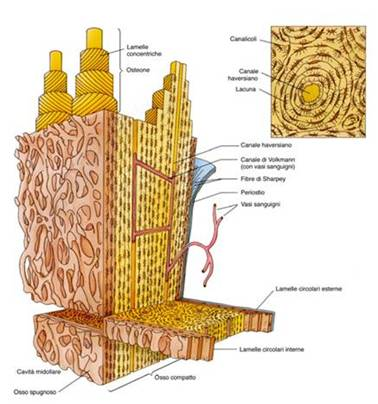 Lamelle
concentriche
Osteone
Canalicoli
Canale
haversiano
Lacuna
Canale haversiano
Canale di Volkmann
(con vasi sanguigni)
Fibre di Sharpey
Periostio
Vasi sanguigni
Lamelle circolari esterne
Lamelle circolari interne
Cavità midollare
Osso compatto
Osso spugnoso